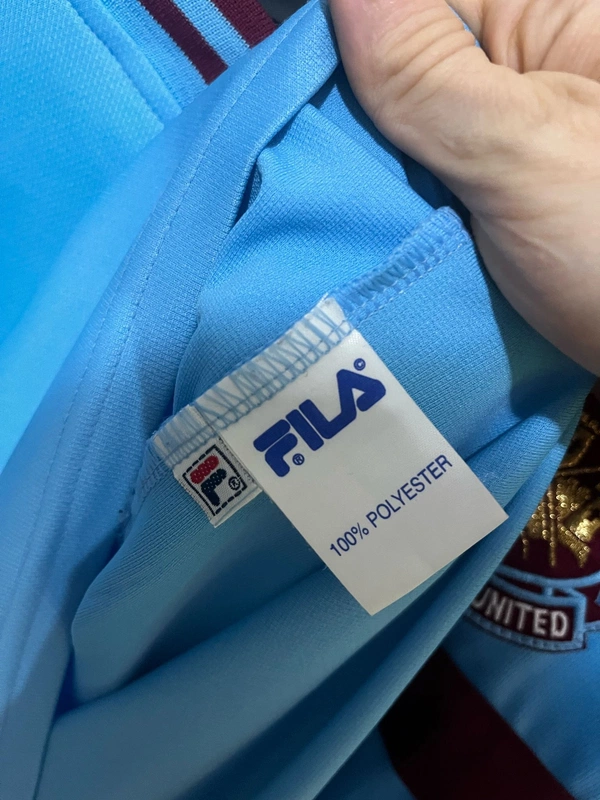 FILA®
®
100% POLYESTER
F®
UNITED